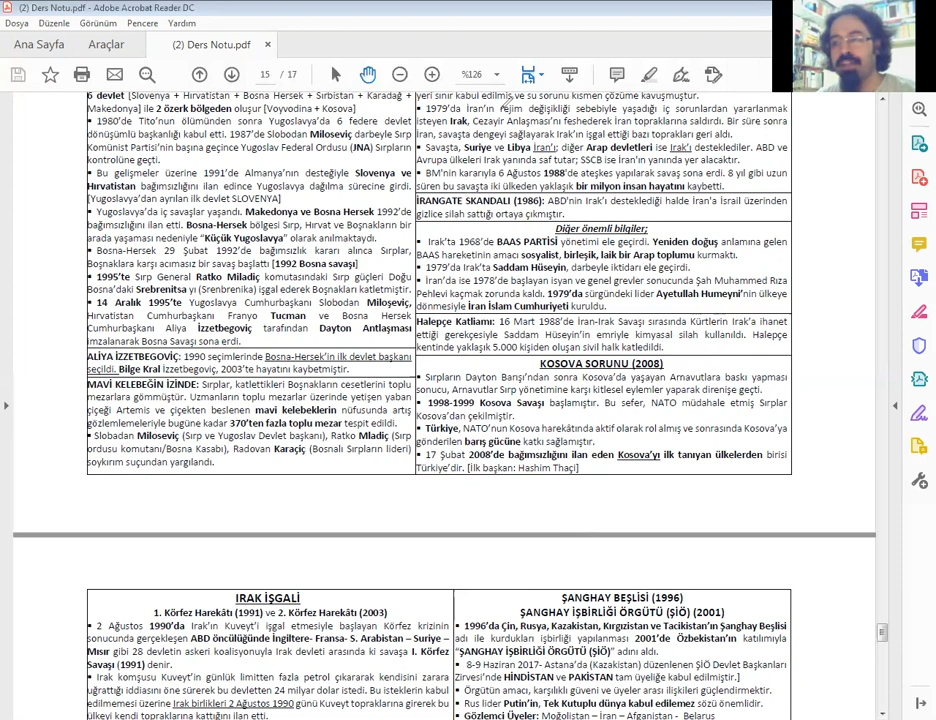 (2) Ders Notu.pdf - Adobe Acrobat Reader DC
Dosya Düzenle Görünüm Pencere Yardım
Ana Sayfa Araçlar (2) Ders Notu.pdf ×
15 / 17 %126
6 devlet [Slovenya + Hırvatistan + Bosna Hersek + Sırbistan + Karadağ +
Makedonya] ile 2 özerk bölgeden oluşur [Voyvodina + Kosova]
▪ 1980'de Tito'nun ölümünden sonra Yugoslavya'da 6 federe devlet
dönüşümlü başkanlığı kabul etti. 1987'de Slobodan Miloseviç darbeyle Sırp
Komünist Partisi'nin başına geçince Yugoslav Federal Ordusu (JNA) Sırpların
kontrolüne geçti.
▪ Bu gelişmeler üzerine 1991'de Almanya'nın desteğiyle Slovenya ve
Hırvatistan bağımsızlığını ilan edince Yugoslavya dağılma sürecine girdi.
[Yugoslavya'dan ayrılan ilk devlet SLOVENYA]
▪ Yugoslavya'da iç savaşlar yaşandı. Makedonya ve Bosna Hersek 1992'de
bağımsızlığını ilan etti. Bosna-Hersek bölgesi Sırp, Hırvat ve Boşnakların bir
arada yaşaması nedeniyle "Küçük Yugoslavya" olarak anılmaktaydı.
▪ Bosna-Hersek 29 Şubat 1992'de bağımsızlık kararı alınca Sırplar,
Boşnaklara karşı acımasız bir savaş başlattı [1992 Bosna savaşı]
▪ 1995'te Sırp General Ratko Miladiç komutasındaki Sırp güçleri Doğu
Bosna'daki Srebrenitsa yı (Srenbrenika) işgal ederek Boşnakları katletmiştir.
▪ 14 Aralık 1995'te Yugoslavya Cumhurbaşkanı Slobodan Miloşeviç,
Hırvatistan Cumhurbaşkanı Franyo Tucman ve Bosna Hersek
Cumhurbaşkanı Aliya İzzetbegoviç tarafından Dayton Antlaşması
imzalanarak Bosna Savaşı sona erdi.
ALİYA İZZETBEGOVİÇ: 1990 seçimlerinde Bosna-Hersek'in ilk devlet başkanı
seçildi. Bilge Kral İzzetbegoviç, 2003'te hayatını kaybetmiştir.
MAVİ KELEBEĞİN İZİNDE: Sırplar, katlettikleri Boşnakların cesetlerini toplu
mezarlara gömmüştür. Uzmanların toplu mezarlar üzerinde yetişen yaban
çiçeği Artemis ve çiçekten beslenen mavi kelebeklerin nüfusunda artış
gözlemlemeleriyle bugüne kadar 370'ten fazla toplu mezar tespit edildi.
▪ Slobadan Miloseviç (Sırp ve Yugoslav Devlet başkanı), Ratko Mladiç (Sırp
ordusu komutanı/Bosna Kasabı), Radovan Karaçiç (Bosnalı Sırpların lideri)
soykırım suçundan yargılandı.
yeri sınır kabul edilmiş ve su sorunu kısmen çözüme kavuşmuştur.
▪ 1979'da İran'ın rejim değişikliği sebebiyle yaşadığı iç sorunlardan yararlanmak
isteyen Irak, Cezayir Anlaşması'nı feshederek İran topraklarına saldırdı. Bir süre sonra
İran, savaşta dengeyi sağlayarak Irak'ın işgal ettiği bazı toprakları geri aldı.
▪ Savaşta, Suriye ve Libya İran'ı; diğer Arap devletleri ise Irak'ı desteklediler. ABD ve
Avrupa ülkeleri Irak yanında saf tutar; SSCB ise İran'ın yanında yer alacaktır.
▪ BM'nin kararıyla 6 Ağustos 1988'de ateşkes yapılarak savaş sona erdi. 8 yıl gibi uzun
süren bu savaşta iki ülkeden yaklaşık bir milyon insan hayatını kaybetti.
İRANGATE SKANDALI (1986): ABD'nin Irak'ı desteklediği halde İran'a İsrail üzerinden
gizlice silah sattığı ortaya çıkmıştır.
Diğer önemli bilgiler;
▪ Irak'ta 1968'de BAAS PARTİSİ yönetimi ele geçirdi. Yeniden doğuş anlamına gelen
BAAS hareketinin amacı sosyalist, birleşik, laik bir Arap toplumu kurmaktı.
▪ 1979'da Irak'ta Saddam Hüseyin, darbeyle iktidarı ele geçirdi.
▪ İran'da ise 1978'de başlayan isyan ve genel grevler sonucunda Şah Muhammed Rıza
Pehlevi kaçmak zorunda kaldı. 1979'da sürgündeki lider Ayetullah Humeyni'nin ülkeye
dönmesiyle İran İslam Cumhuriyeti kuruldu.
Halepçe Katliamı: 16 Mart 1988'de İran-Irak Savaşı sırasında Kürtlerin Irak'a ihanet
ettiği gerekçesiyle Saddam Hüseyin'in emriyle kimyasal silah kullanıldı. Halepçe
kentinde yaklaşık 5.000 kişiden oluşan sivil halk katledildi.
KOSOVA SORUNU (2008)
▪ Sırpların Dayton Barışı'ndan sonra Kosova'da yaşayan Arnavutlara baskı yapması
sonucu, Arnavutlar Sırp yönetimine karşı kitlesel eylemler yaparak direnişe geçti.
▪ 1998-1999 Kosova Savaşı başlamıştır. Bu sefer, NATO müdahale etmiş Sırplar
Kosova'dan çekilmiştir.
▪ Türkiye, NATO'nun Kosova harekâtında aktif olarak rol almış ve sonrasında Kosova'ya
gönderilen barış gücüne katkı sağlamıştır.
▪ 17 Şubat 2008'de bağımsızlığını ilan eden Kosova'yı ilk tanıyan ülkelerden birisi
Türkiye'dir. [İlk başkan: Hashim Thaçi]
IRAK İŞGALİ
1. Körfez Harekâtı (1991) ve 2. Körfez Harekâtı (2003)
▪ 2 Ağustos 1990'da Irak'ın Kuveyt'i işgal etmesiyle başlayan Körfez krizinin
sonucunda gerçekleşen ABD öncülüğünde İngiltere- Fransa- S. Arabistan – Suriye –
Mısır gibi 28 devletin askeri koalisyonuyla Irak devleti arasında ki savaşa I. Körfez
Savaşı (1991) denir.
▪ Irak komşusu Kuveyt'in günlük limitten fazla petrol çıkararak kendisini zarara
uğrattığı iddiasını öne sürerek bu devletten 24 milyar dolar istedi. Bu isteklerin kabul
edilmemesi üzerine Irak birlikleri 2 Ağustos 1990 günü Kuveyt topraklarına girerek bu
ülkeyi kendi topraklarına kattığını ilan etti.
ŞANGHAY BEŞLİSİ (1996)
ŞANGHAY İŞBİRLİĞİ ÖRGÜTÜ (ŞİÖ) (2001)
▪ 1996'da Çin, Rusya, Kazakistan, Kırgızistan ve Tacikistan'ın Şanghay Beşlisi
adı ile kurdukları işbirliği yapılanması 2001'de Özbekistan'ın katılımıyla
"ŞANGHAY İŞBİRLİĞİ ÖRGÜTÜ (ŞİÖ)" adını aldı.
▪ 8-9 Haziran 2017- Astana'da (Kazakistan) düzenlenen ŞİÖ Devlet Başkanları
Zirvesi'nde HİNDİSTAN ve PAKİSTAN tam üyeliğe kabul edilmiştir.]
▪ Örgütün amacı, karşılıklı güveni ve üyeler arası ilişkileri güçlendirmektir.
▪ Rus lider Putin'in, Tek Kutuplu dünya kabul edilemez sözü önemlidir.
▪ Gözlemci Üyeler: Moğolistan – İran – Afganistan - Belarus